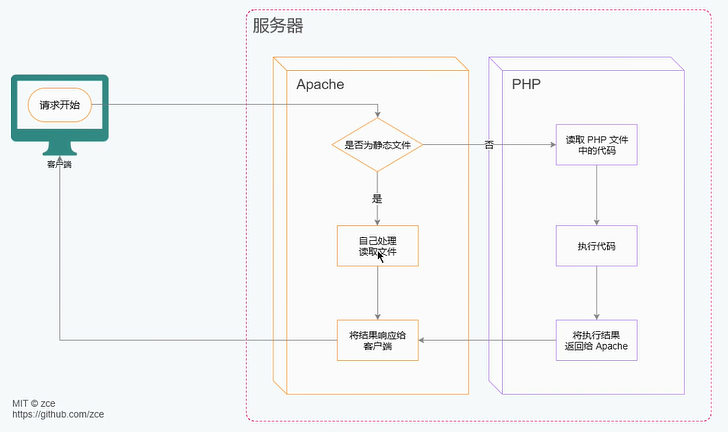 服务器
Apache
PHP
请求开始
客户端
是否为静态文件
否
读取 PHP 文件
中的代码
是
自己处理
读取文件
执行代码
将结果响应给
客户端
将执行结果
返回给 Apache
MIT © zce
https://github.com/zce